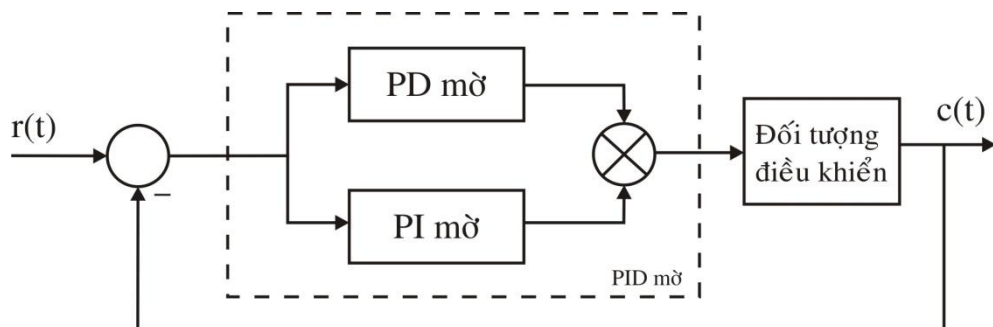 PD mờ
r(t)
c(t)
Đối tượng
điều khiển
PI mờ
PID mờ